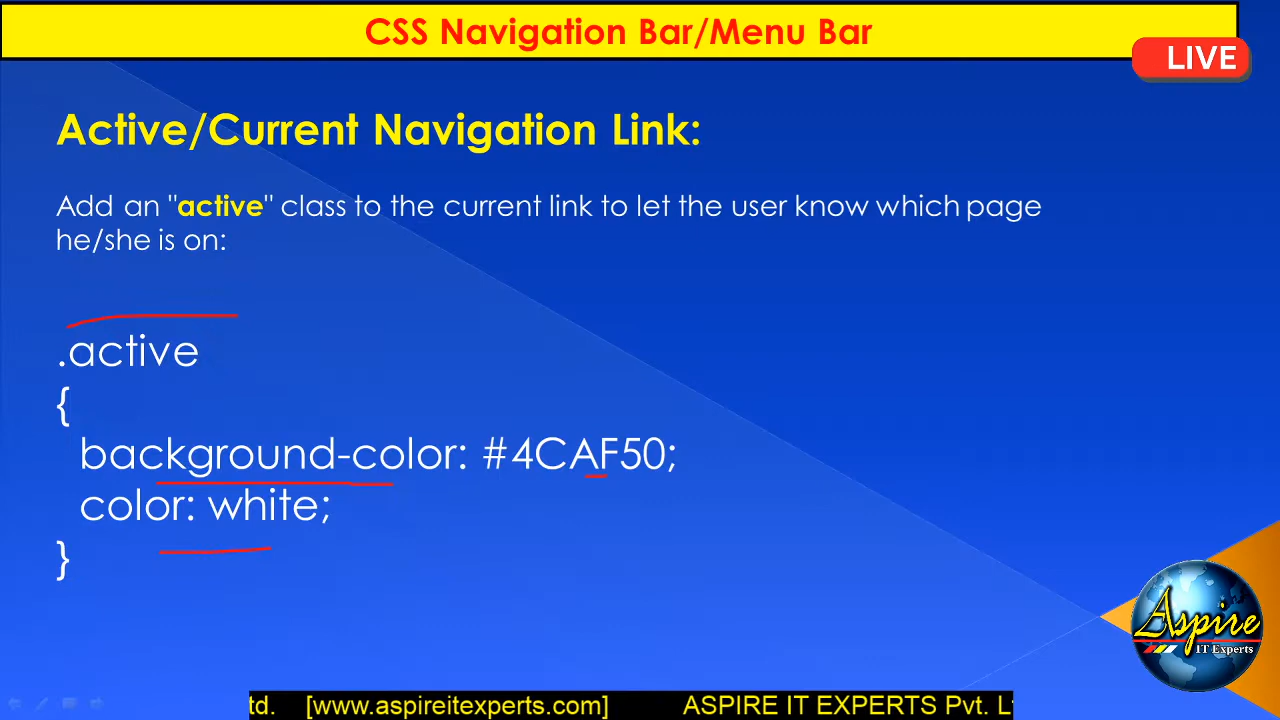 CSS Navigation Bar/Menu Bar
LIVE
Active/Current Navigation Link:
Add an "active" class to the current link to let the user know which page
he/she is on:
.active
{
background-color: #4CAF50;
color: white;
}
Aspire
IT Experts
td. [www.aspireitexperts.com] ASPIRE IT EXPERTS Pvt. Lt